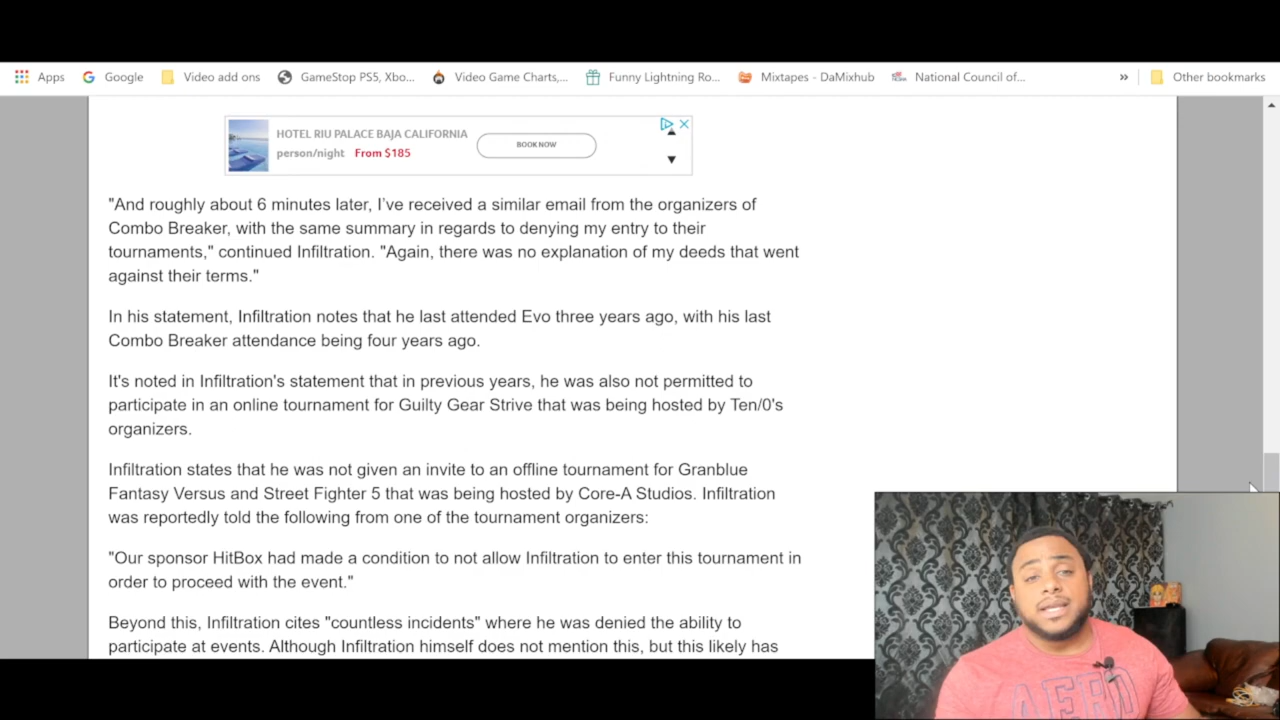 Apps Google Video add ons GameStop PS5, Xbo... Video Game Charts,... Funny Lightning Ro... Mixtapes - DaMixhub National Council of... » Other bookmarks
HOTEL RIU PALACE BAJA CALIFORNIA
person/night From $185
BOOK NOW
"And roughly about 6 minutes later, I've received a similar email from the organizers of
Combo Breaker, with the same summary in regards to denying my entry to their
tournaments," continued Infiltration. "Again, there was no explanation of my deeds that went
against their terms."
In his statement, Infiltration notes that he last attended Evo three years ago, with his last
Combo Breaker attendance being four years ago.
It's noted in Infiltration's statement that in previous years, he was also not permitted to
participate in an online tournament for Guilty Gear Strive that was being hosted by Ten/0's
organizers.
Infiltration states that he was not given an invite to an offline tournament for Granblue
Fantasy Versus and Street Fighter 5 that was being hosted by Core-A Studios. Infiltration
was reportedly told the following from one of the tournament organizers:
"Our sponsor HitBox had made a condition to not allow Infiltration to enter this tournament in
order to proceed with the event."
Beyond this, Infiltration cites "countless incidents" where he was denied the ability to
participate at events. Although Infiltration himself does not mention this, but this likely has